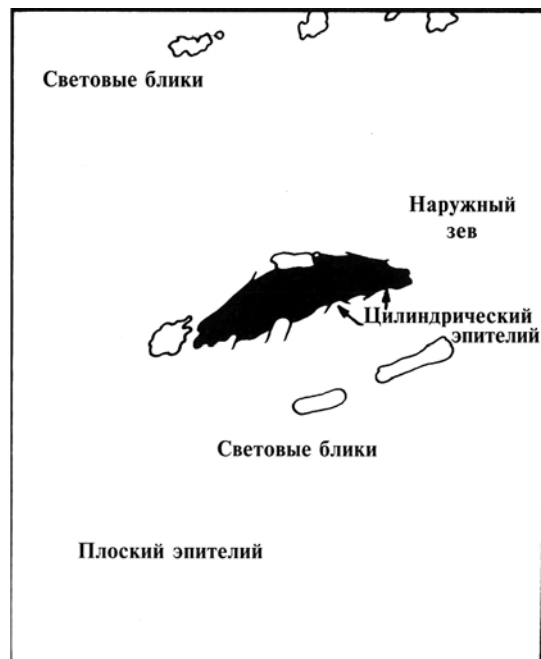 Световые блики
Наружный
зев
Цилиндрический
эпителий
Световые блики
Плоский эпителий